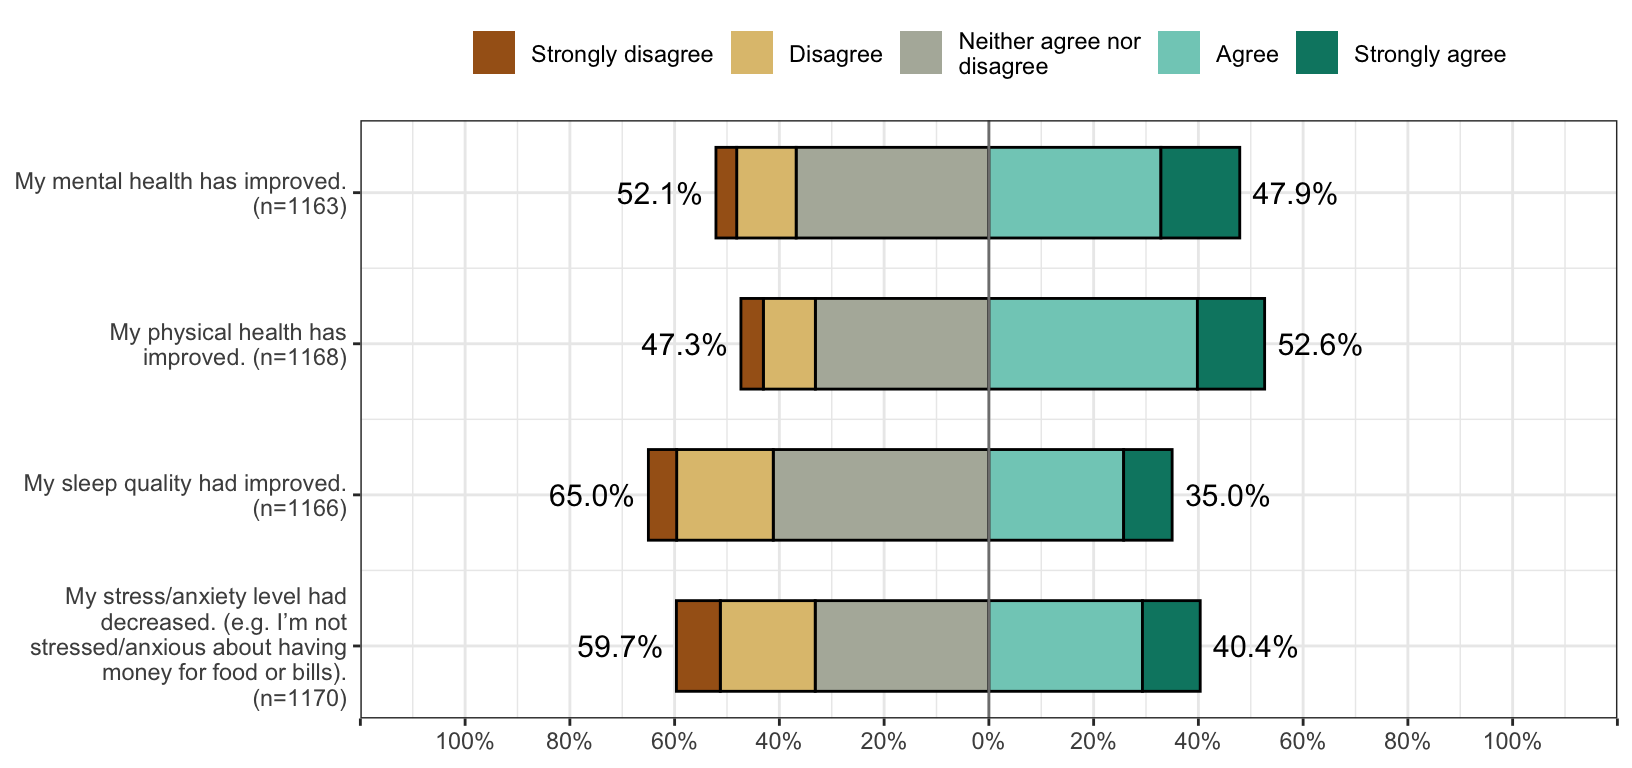 Strongly disagree
Disagree
Neither agree nor
disagree
Agree
Strongly agree
My mental health has improved.
(n=1163)
52.1%
47.9%
My physical health has
improved. (n=1168)
47.3%
52.6%
My sleep quality had improved.
(n=1166)
65.0%
35.0%
My stress/anxiety level had
decreased. (e.g. I’m not
stressed/anxious about having
money for food or bills).
(n=1170)
59.7%
40.4%
100% 80% 60% 40% 20% 0% 20% 40% 60% 80% 100%